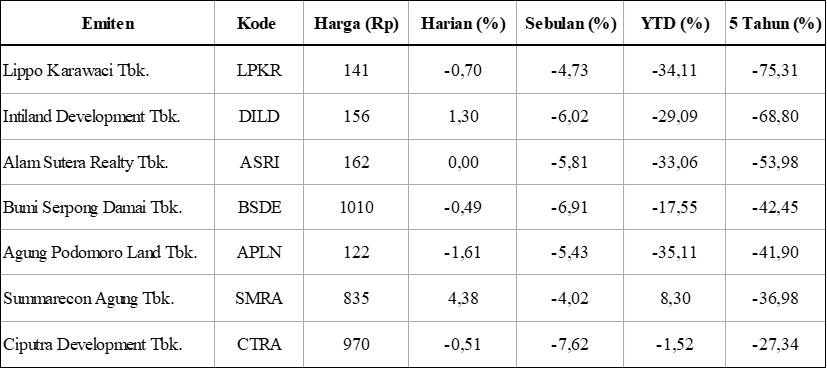 Emiten Kode Harga (Rp) Harian (%) Sebulan (%) YTD (%) 5 Tahun (%)
Lippo Karawaci Tbk. LPKR 141 -0,70 -4,73 -34,11 -75,31
Intiland Development Tbk. DILD 156 1,30 -6,02 -29,09 -68,80
Alam Sutera Realty Tbk. ASRI 162 0,00 -5,81 -33,06 -53,98
Bumi Serpong Damai Tbk. BSDE 1010 -0,49 -6,91 -17,55 -42,45
Agung Podomoro Land Tbk. APLN 122 -1,61 -5,43 -35,11 -41,90
Summarecon Agung Tbk. SMRA 835 4,38 -4,02 8,30 -36,98
Ciputra Development Tbk. CTRA 970 -0,51 -7,62 -1,52 -27,34